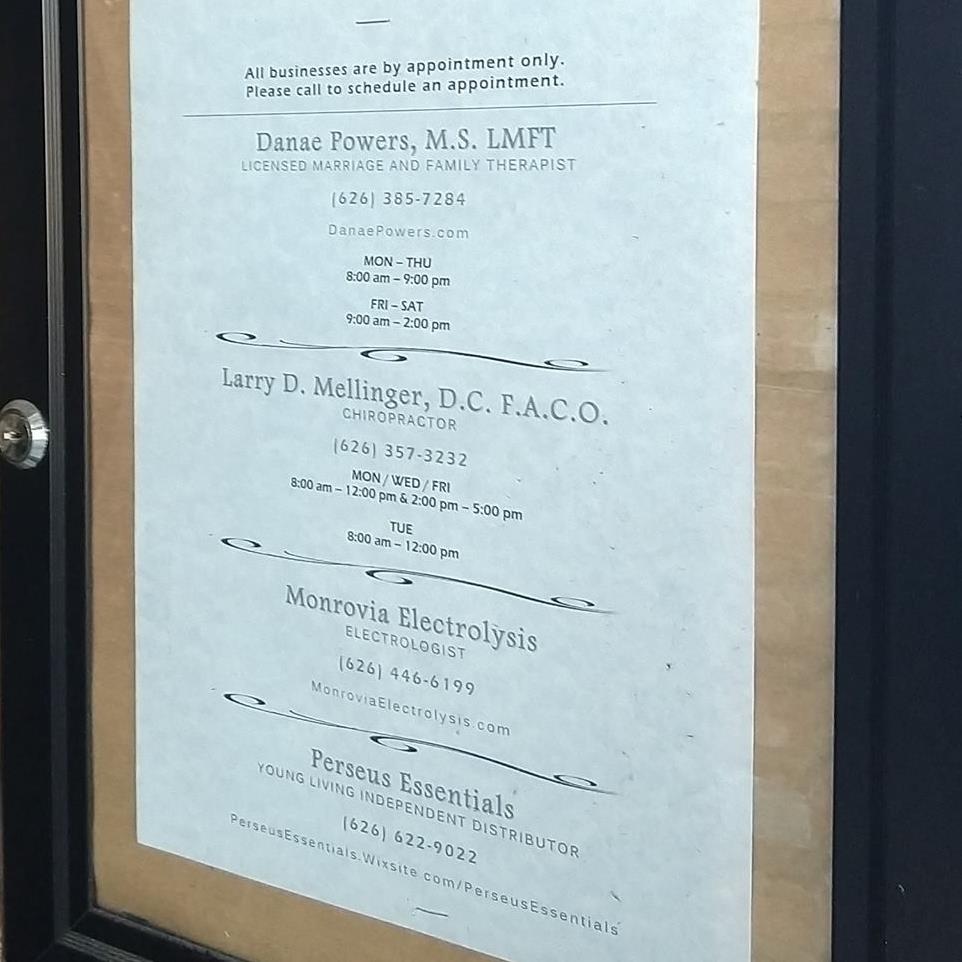 All businesses are by appointment only.
Please call to schedule an appointment.
Danae Powers, M.S. LMFT
LICENSED MARRIAGE AND FAMILY THERAPIST
(626) 385-7284
DanaePowers.com
MON – THU
8:00 am – 9:00 pm
FRI – SAT
9:00 am – 2:00 pm
Larry D. Mellinger, D.C. F.A.C.O.
CHIROPRACTOR
(626) 357-3232
MON / WED / FRI
8:00 am – 12:00 pm & 2:00 pm – 5:00 pm
TUE
8:00 am – 12:00 pm
Monrovia Electrolysis
ELECTROLOGIST
(626) 446-6199
MonroviaElectrolysis.com
Perseus Essentials
YOUNG LIVING INDEPENDENT DISTRIBUTOR
(626) 622-9022
PerseusEssentials.Wixsite.com/PerseusEssentials